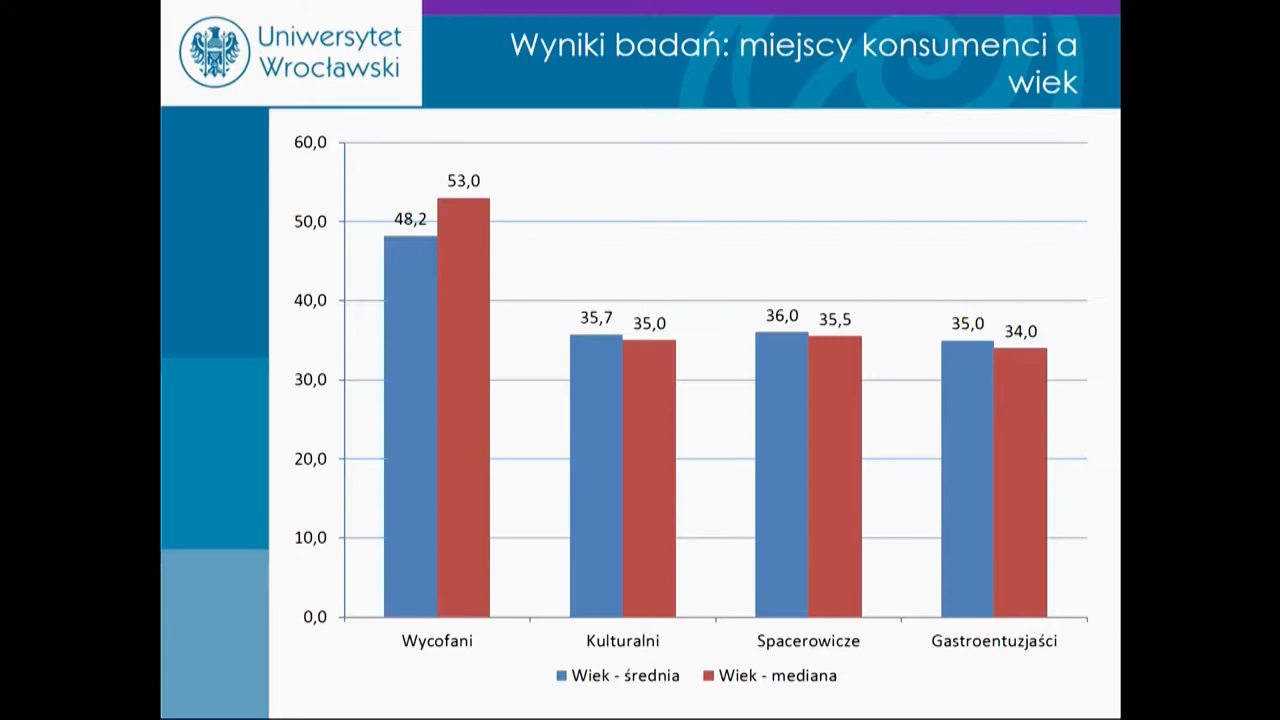 Uniwersytet
Wrocławski
Wyniki badań: miejscy konsumenci a
wiek
60,0
50,0
40,0
30,0
20,0
10,0
0,0
48,2
53,0
35,7
35,0
36,0
35,5
35,0
34,0
Wycofani
Kulturalni
Spacerowicze
Gastroentuzjaści
Wiek - średnia
Wiek - mediana